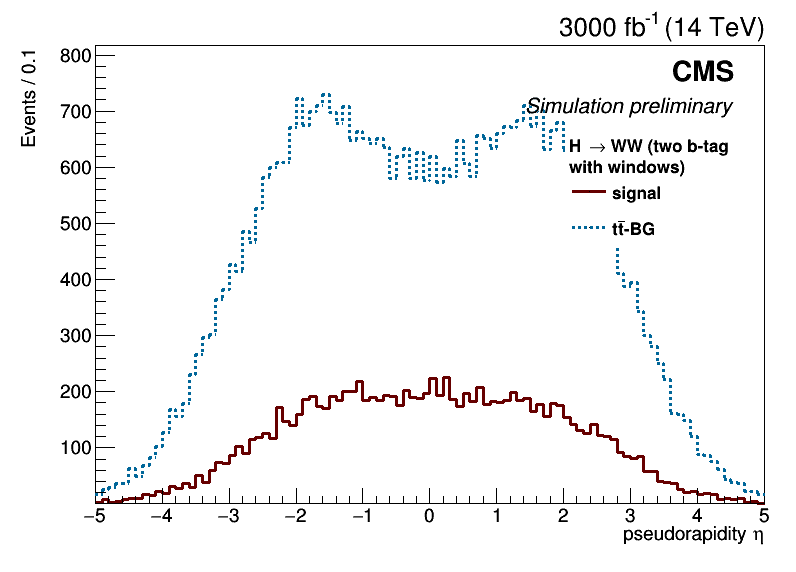 3000 fb⁻¹ (14 TeV)
Events / 0.1
800
700
600
500
400
300
200
100
CMS
Simulation preliminary
H → WW (two b-tag
with windows)
signal
tt̄-BG
−5 −4 −3 −2 −1 0 1 2 3 4 5
pseudorapidity η